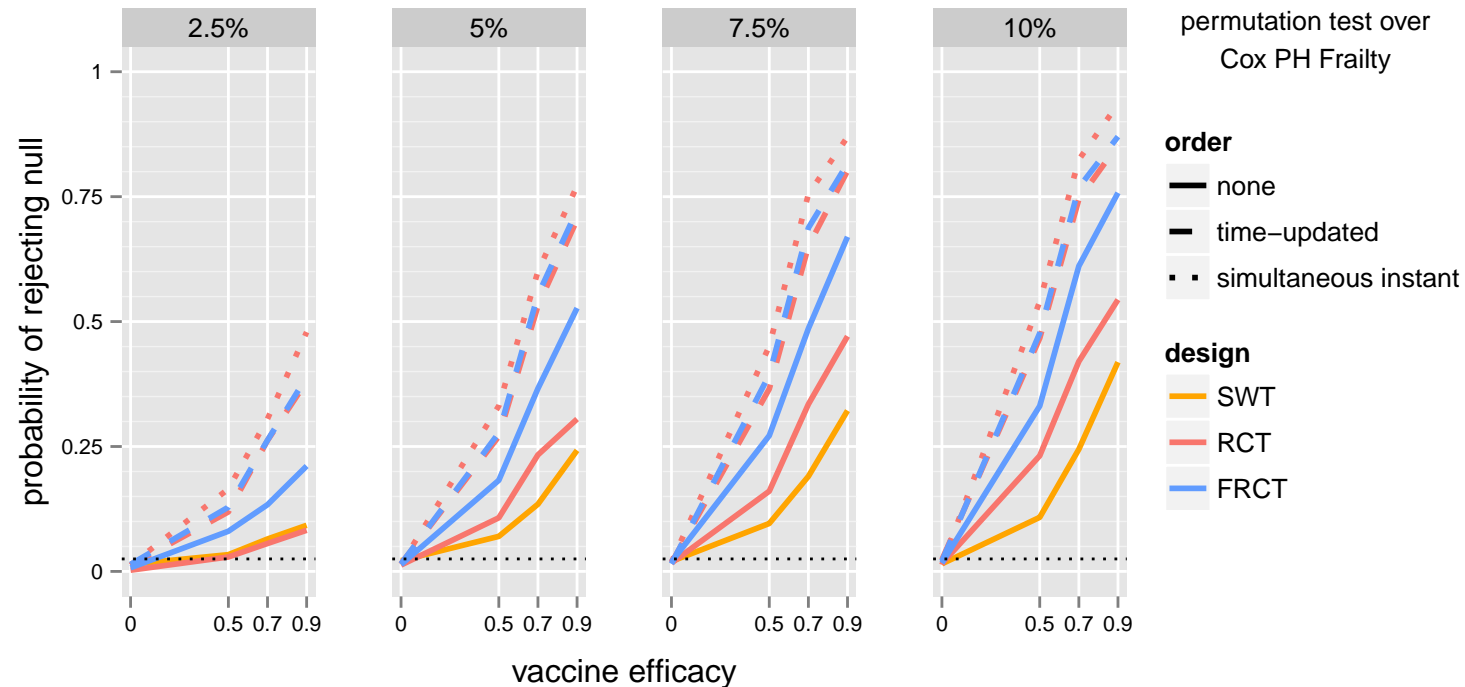 2.5%
5%
7.5%
10%
permutation test over
Cox PH Frailty
probability of rejecting null
1
0.75
0.5
0.25
0
order
none
time−updated
simultaneous instant
design
SWT
RCT
FRCT
0 0.5 0.7 0.9
0 0.5 0.7 0.9
0 0.5 0.7 0.9
0 0.5 0.7 0.9
vaccine efficacy